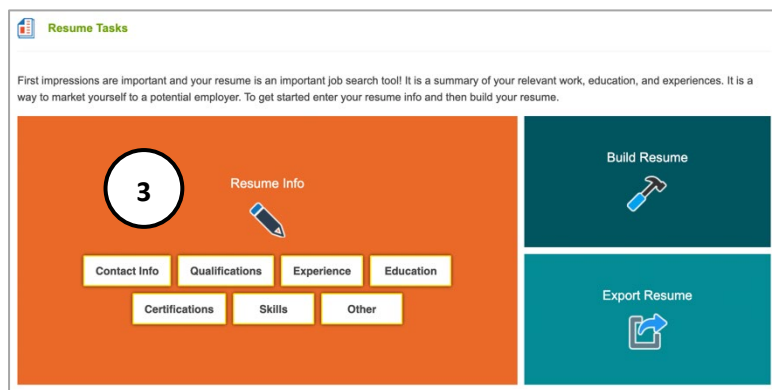 Resume Tasks
First impressions are important and your resume is an important job search tool! It is a summary of your relevant work, education, and experiences. It is a
way to market yourself to a potential employer. To get started enter your resume info and then build your resume.
3
Resume Info
Contact Info Qualifications Experience Education
Certifications Skills Other
Build Resume
Export Resume